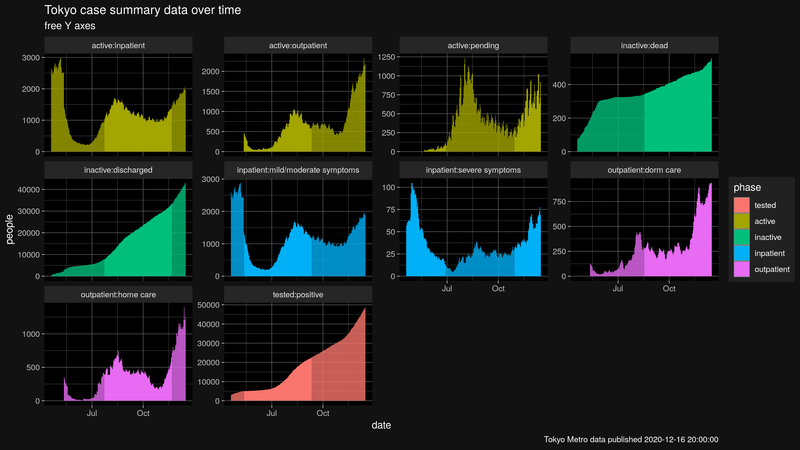 Tokyo case summary data over time
free Y axes
active:inpatient
active:outpatient
active:pending
inactive:dead
3000
2000
1000
0
2000
1500
1000
500
0
1250
1000
750
500
250
0
400
200
0
inactive:discharged
inpatient:mild/moderate symptoms
inpatient:severe symptoms
outpatient:dorm care
40000
30000
20000
10000
0
3000
2000
1000
0
100
75
50
25
0
750
500
250
0
Jul
Oct
Jul
Oct
outpatient:home care
tested:positive
1000
500
0
50000
40000
30000
20000
10000
0
Jul
Oct
Jul
Oct
people
date
phase
tested
active
inactive
inpatient
outpatient
Tokyo Metro data published 2020-12-16 20:00:00